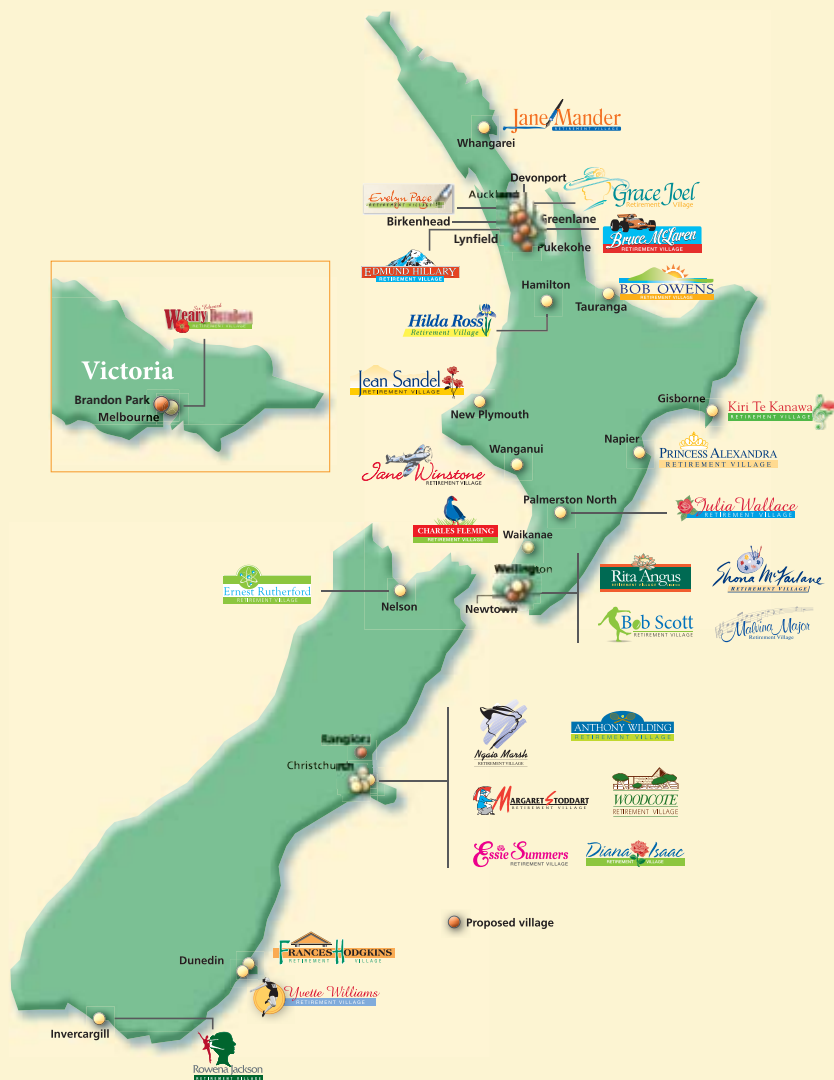 Jane Mander
RETIREMENT VILLAGE
Whangarei
Devonport
Auckland
Evelyn Page
RETIREMENT VILLAGE
Grace Joel
Retirement Village
Birkenhead
Greenlane
Bruce McLaren
RETIREMENT VILLAGE
Lynfield
Pukekohe
EDMUND HILLARY
RETIREMENT VILLAGE
Hamilton
BOB OWENS
RETIREMENT VILLAGE
Tauranga
Hilda Ross
Retirement Village
Weary
RETIREMENT VILLAGE
Victoria
Brandon Park
Melbourne
Jean Sandel
RETIREMENT VILLAGE
New Plymouth
Gisborne
Kiri Te Kanawa
RETIREMENT VILLAGE
Napier
PRINCESS ALEXANDRA
RETIREMENT VILLAGE
Wanganui
Jane Winstone
RETIREMENT VILLAGE
Palmerston North
Julia Wallace
RETIREMENT VILLAGE
CHARLES FLEMING
RETIREMENT VILLAGE
Waikanae
Wellington
Rita Angus
retirement village
Shona McFarlane
RETIREMENT VILLAGE
Ernest Rutherford
RETIREMENT VILLAGE
Nelson
Newtown
Bob Scott
RETIREMENT VILLAGE
Malvina Major
Retirement Village
Ngaio Marsh
RETIREMENT VILLAGE
ANTHONY WILDING
RETIREMENT VILLAGE
Rangiora
Christchurch
MARGARET STODDART
RETIREMENT VILLAGE
WOODCOTE
RETIREMENT VILLAGE
Essie Summers
RETIREMENT VILLAGE
Diana Isaac
RETIREMENT VILLAGE
Proposed village
Dunedin
FRANCES HODGKINS
RETIREMENT VILLAGE
Yvette Williams
RETIREMENT VILLAGE
Invercargill
Rowena Jackson
RETIREMENT VILLAGE